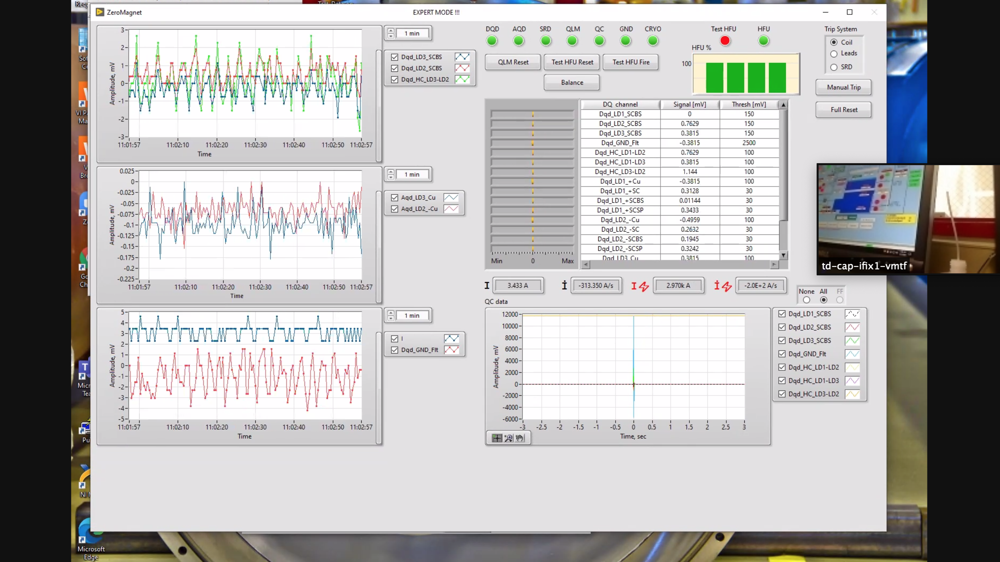 Recy
Test_Data on
ZeroMagnet
EXPERT MODE !!!
3
2
1
0
-1
-2
-3
Amplitude, mV
11:01:57 11:02:10 11:02:20 11:02:30 11:02:40 11:02:50 11:02:57
Time
1 min
Dqd_LD3_SCBS
Dqd_LD2_SCBS
Dqd_HC_LD3-LD2
0.025
0
-0.025
-0.05
-0.075
-0.1
-0.125
-0.15
-0.175
-0.2
-0.225
Amplitude, mV
11:01:57 11:02:10 11:02:20 11:02:30 11:02:40 11:02:50 11:02:57
Time
1 min
Aqd_LD3_Cu
Aqd_LD2_-Cu
5
4
3
2
1
0
-1
-2
-3
-4
-5
Amplitude, mV
11:01:57 11:02:10 11:02:20 11:02:30 11:02:40 11:02:50 11:02:57
Time
1 min
I
Dqd_GND_Flt
DQD AQD SRD QLM QC GND CRYO
Test HFU HFU
QLM Reset Test HFU Reset Test HFU Fire
Balance
HFU %
100
Trip System
Coil
Leads
SRD
Manual Trip
Full Reset
Min 0 Max
DQ channel Signal [mV] Thresh [mV]
Dqd_LD1_SCBS 0 150
Dqd_LD2_SCBS 0.7629 150
Dqd_LD3_SCBS 0.3815 150
Dqd_GND_Flt -0.3815 2500
Dqd_HC_LD1-LD2 0.7629 100
Dqd_HC_LD1-LD3 0.3815 100
Dqd_HC_LD3-LD2 1.144 100
Dqd_LD1_+Cu -0.3815 100
Dqd_LD1_+SC 0.3128 30
Dqd_LD1_+SCBS 0.01144 30
Dqd_LD1_+SCSP 0.3433 30
Dqd_LD2_-Cu -0.4959 100
Dqd_LD2_-SC 0.2632 30
Dqd_LD2_-SCBS 0.1945 30
Dqd_LD2_-SCSP 0.3242 30
Dqd_LD3_Cu 0.3815 100
td-cap-ifix1-vmtf
I 3.433 A İ -313.350 A/s I 2.970k A İ -2.0E+2 A/s
None All FF
QC data
12000
10000
8000
6000
4000
2000
0
-2000
-4000
-6000
Amplitude, mV
-3 -2.5 -2 -1.5 -1 -0.5 0 0.5 1 1.5 2 2.5 3
Time, sec
Dqd_LD1_SCBS
Dqd_LD2_SCBS
Dqd_LD3_SCBS
Dqd_GND_Flt
Dqd_HC_LD1-LD2
Dqd_HC_LD1-LD3
Dqd_HC_LD3-LD2
Sof
Ce
VI P
Ma
V
Bro
Z
Go
Ch
T
Micr
Tea
Pu
NI
Microsoft
Edge